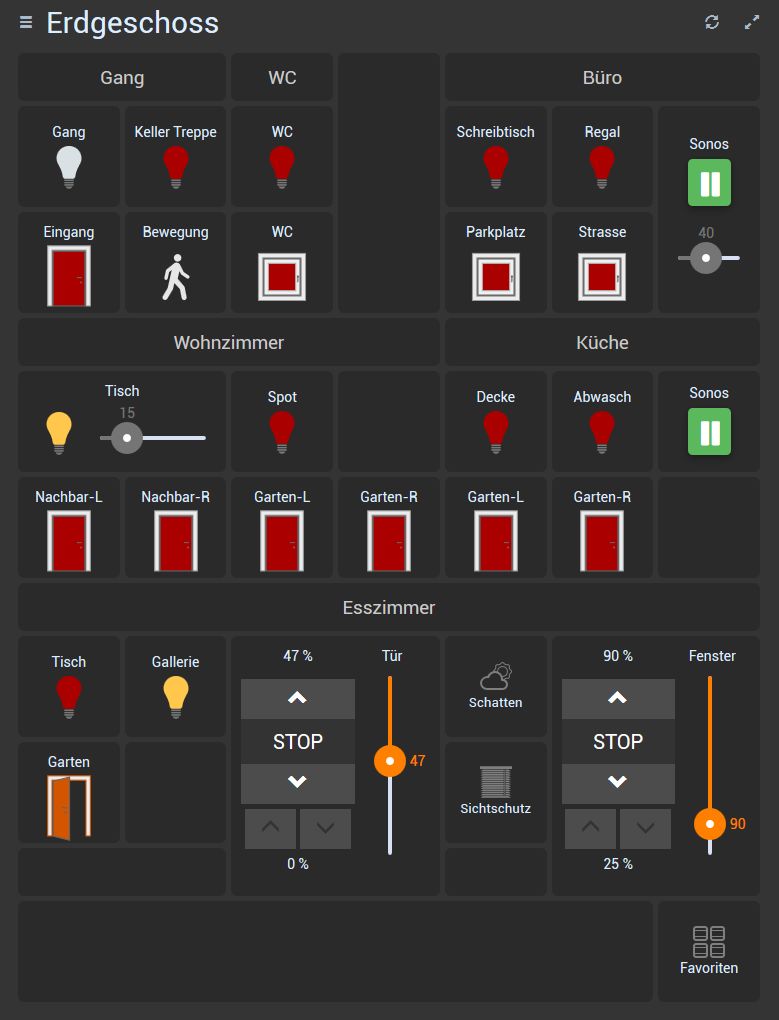 Erdgeschoss
Gang
WC
Büro
Gang
Keller Treppe
WC
Schreibtisch
Regal
Sonos
Eingang
Bewegung
WC
Parkplatz
Strasse
40
Wohnzimmer
Küche
Tisch
15
Spot
Decke
Abwasch
Sonos
Nachbar-L
Nachbar-R
Garten-L
Garten-R
Garten-L
Garten-R
Esszimmer
Tisch
Gallerie
47 %
Tür
STOP
47
0 %
Schatten
Sichtschutz
90 %
Fenster
STOP
90
25 %
Garten
Favoriten